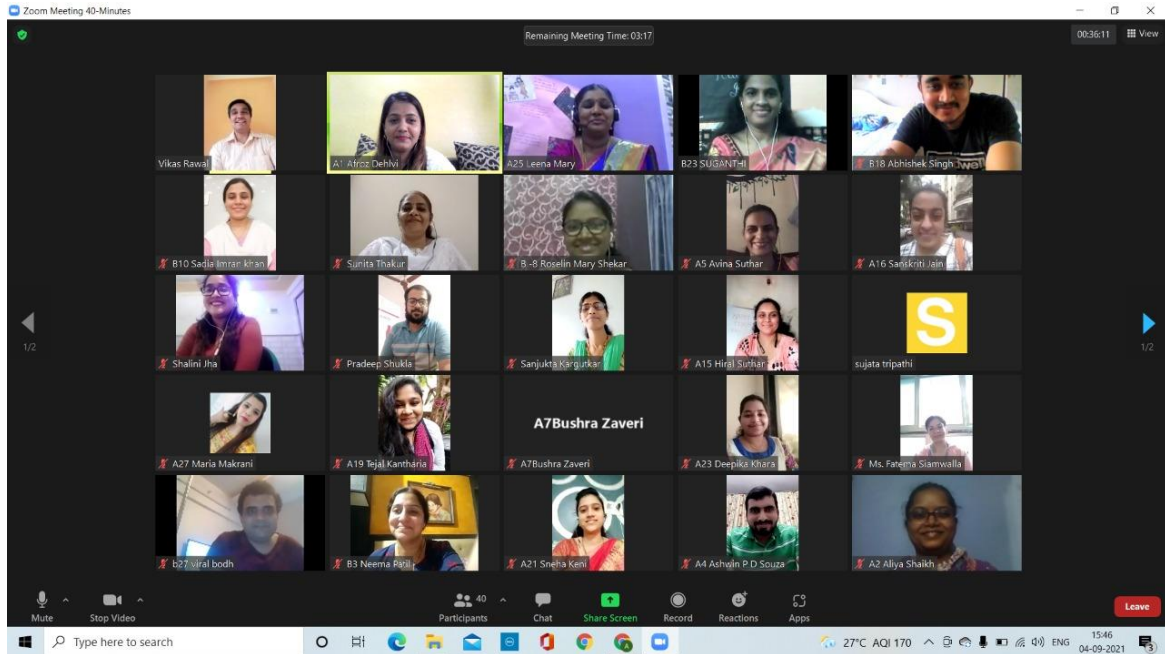 Zoom Meeting 40-Minutes
Remaining Meeting Time: 03:17
00:36:11
View
Vikas Rawal
A1 Afroz Dehlvi
A25 Leena Mary
B23 SUGANTHI
B18 Abhishek Singh
B10 Sadia Imran khan
Sunita Thakur
B -8 Roselin Mary Shekar
A5 Avina Suthar
A16 Sanskriti Jain
1/2
Shalini Jha
Pradeep Shukla
Sanjukta Kargutkar
A15 Hiral Suthar
S
sujata tripathi
1/2
A27 Maria Makrani
A19 Tejal Kantharia
A7Bushra Zaveri
A7Bushra Zaveri
A23 Deepika Khara
Ms. Fatema Siamwalla
b27 viral bodh
B3 Neema Patil
A21 Sneha Keni
A4 Ashwin P D Souza
A2 Aliya Shaikh
Mute
Stop Video
40
Participants
Chat
Share Screen
Record
Reactions
Apps
Leave
Type here to search
27°C AQI 170
ENG
15:46
04-09-2021
3